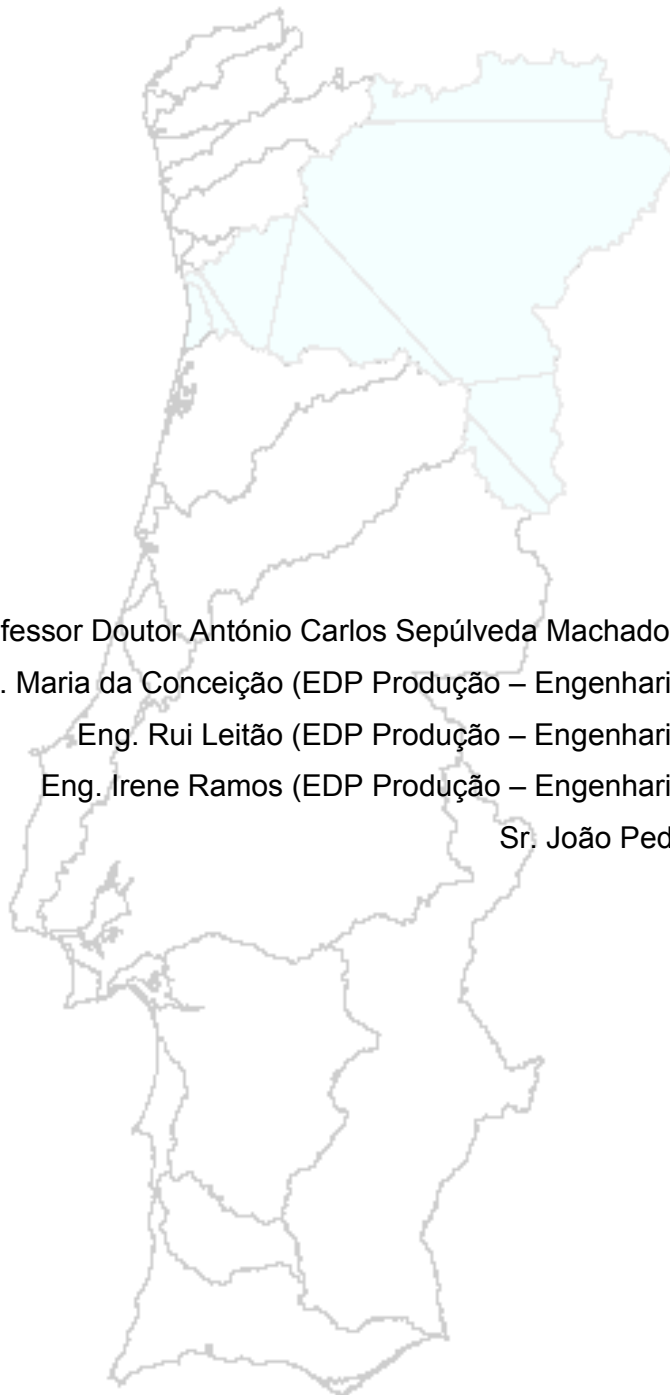 fessor Doutor António Carlos Sepúlveda Machado
. Maria da Conceição (EDP Produção – Engenhari
Eng. Rui Leitão (EDP Produção – Engenhari
Eng. Irene Ramos (EDP Produção – Engenhari
Sr. João Ped